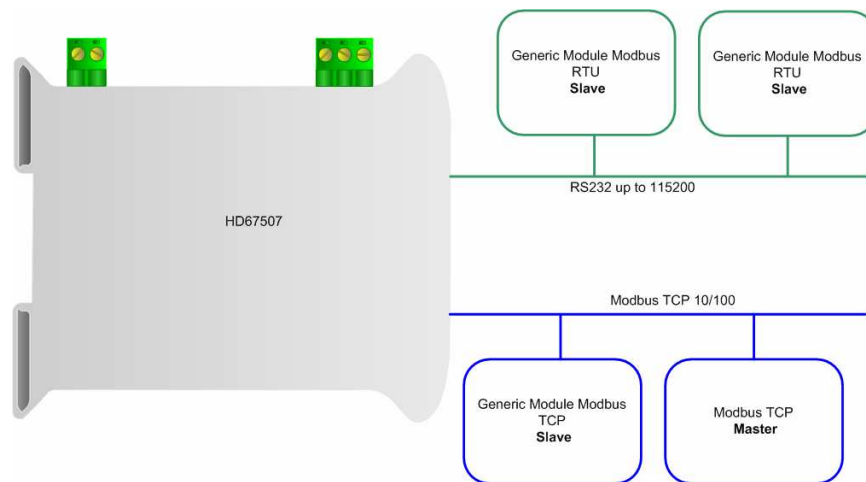 Generic Module Modbus
RTU
Slave
Generic Module Modbus
RTU
Slave
RS232 up to 115200
HD67507
Modbus TCP 10/100
Generic Module Modbus
TCP
Slave
Modbus TCP
Master